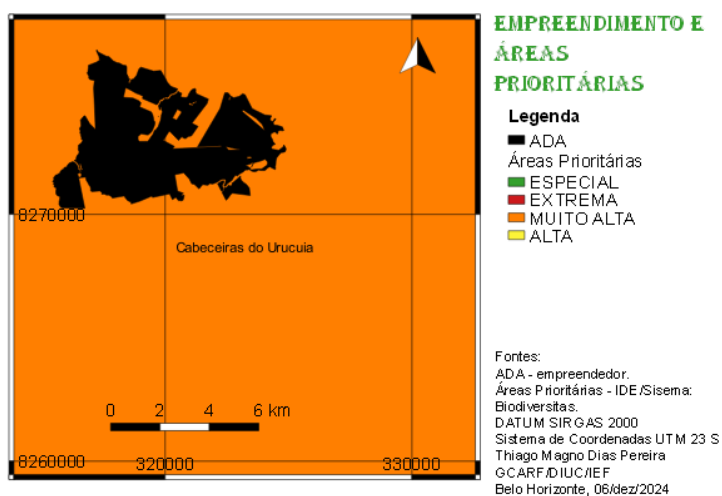 EMPREENDIMENTO E
ÁREAS
PRIORITÁRIAS
Legenda
ADA
Áreas Prioritárias
ESPECIAL
EXTREMA
MUITO ALTA
ALTA
8270000
Cabeceiras do Urucuia
0 2 4 6 km
8260000 320000 330000
Fontes:
ADA - empreendedor.
Áreas Prioritárias - IDE/Sisema:
Biodiversitas.
DATUM SIRGAS 2000
Sistema de Coordenadas UTM 23 S
Thiago Magno Dias Pereira
GCARF/DIUC/IEF
Belo Horizonte, 06/dez/2024